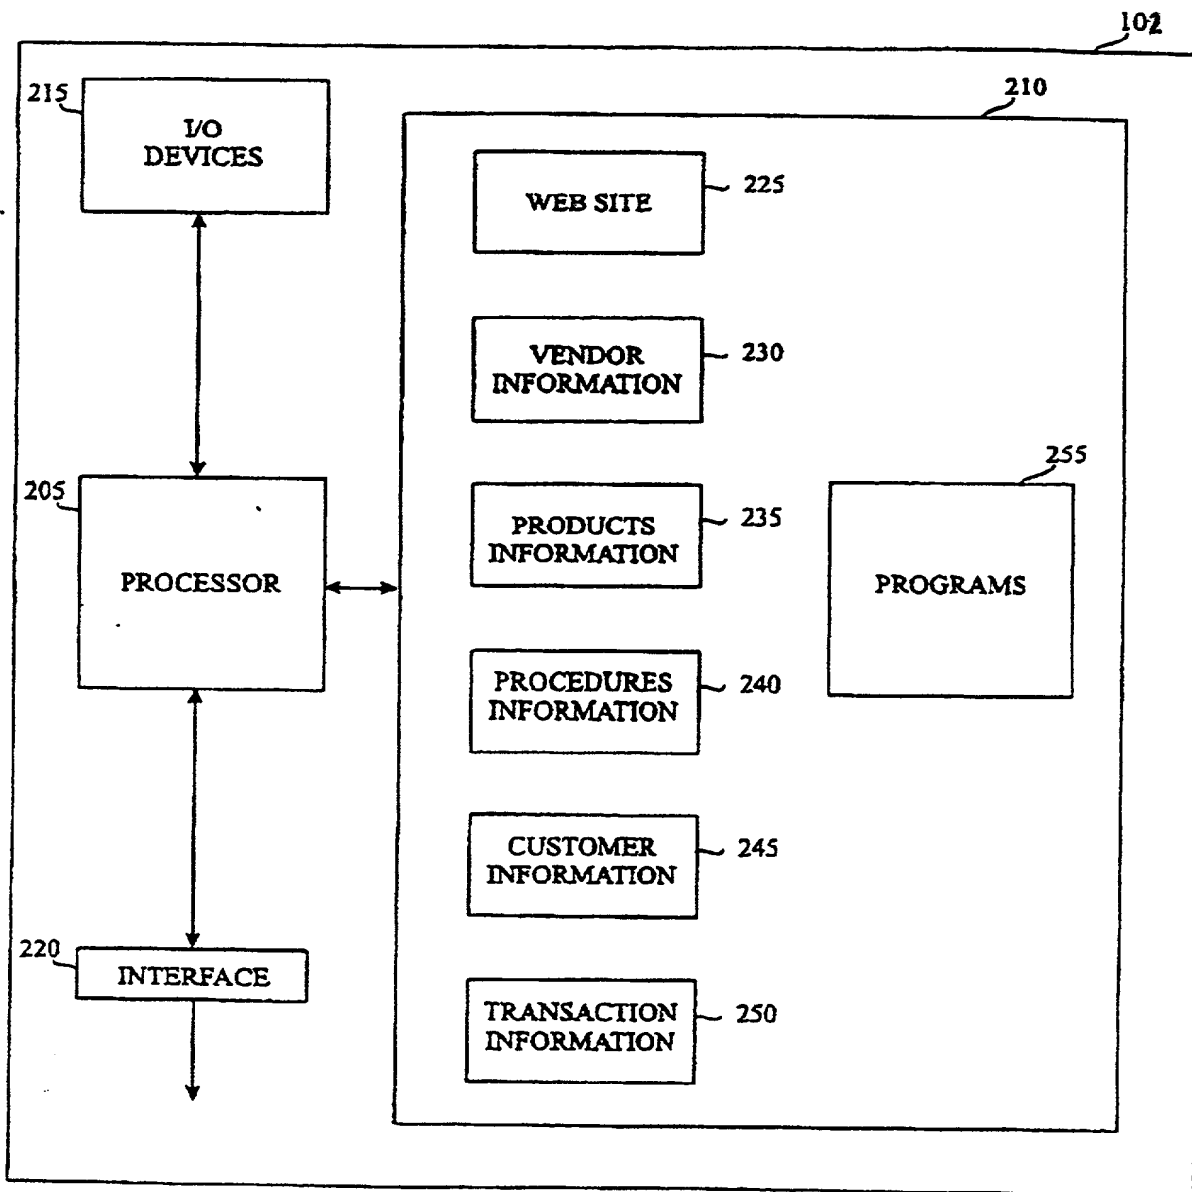 102
215
I/O
DEVICES
210
WEB SITE
225
VENDOR
INFORMATION
230
205
PROCESSOR
PRODUCTS
INFORMATION
235
255
PROGRAMS
PROCEDURES
INFORMATION
240
CUSTOMER
INFORMATION
245
220
INTERFACE
TRANSACTION
INFORMATION
250